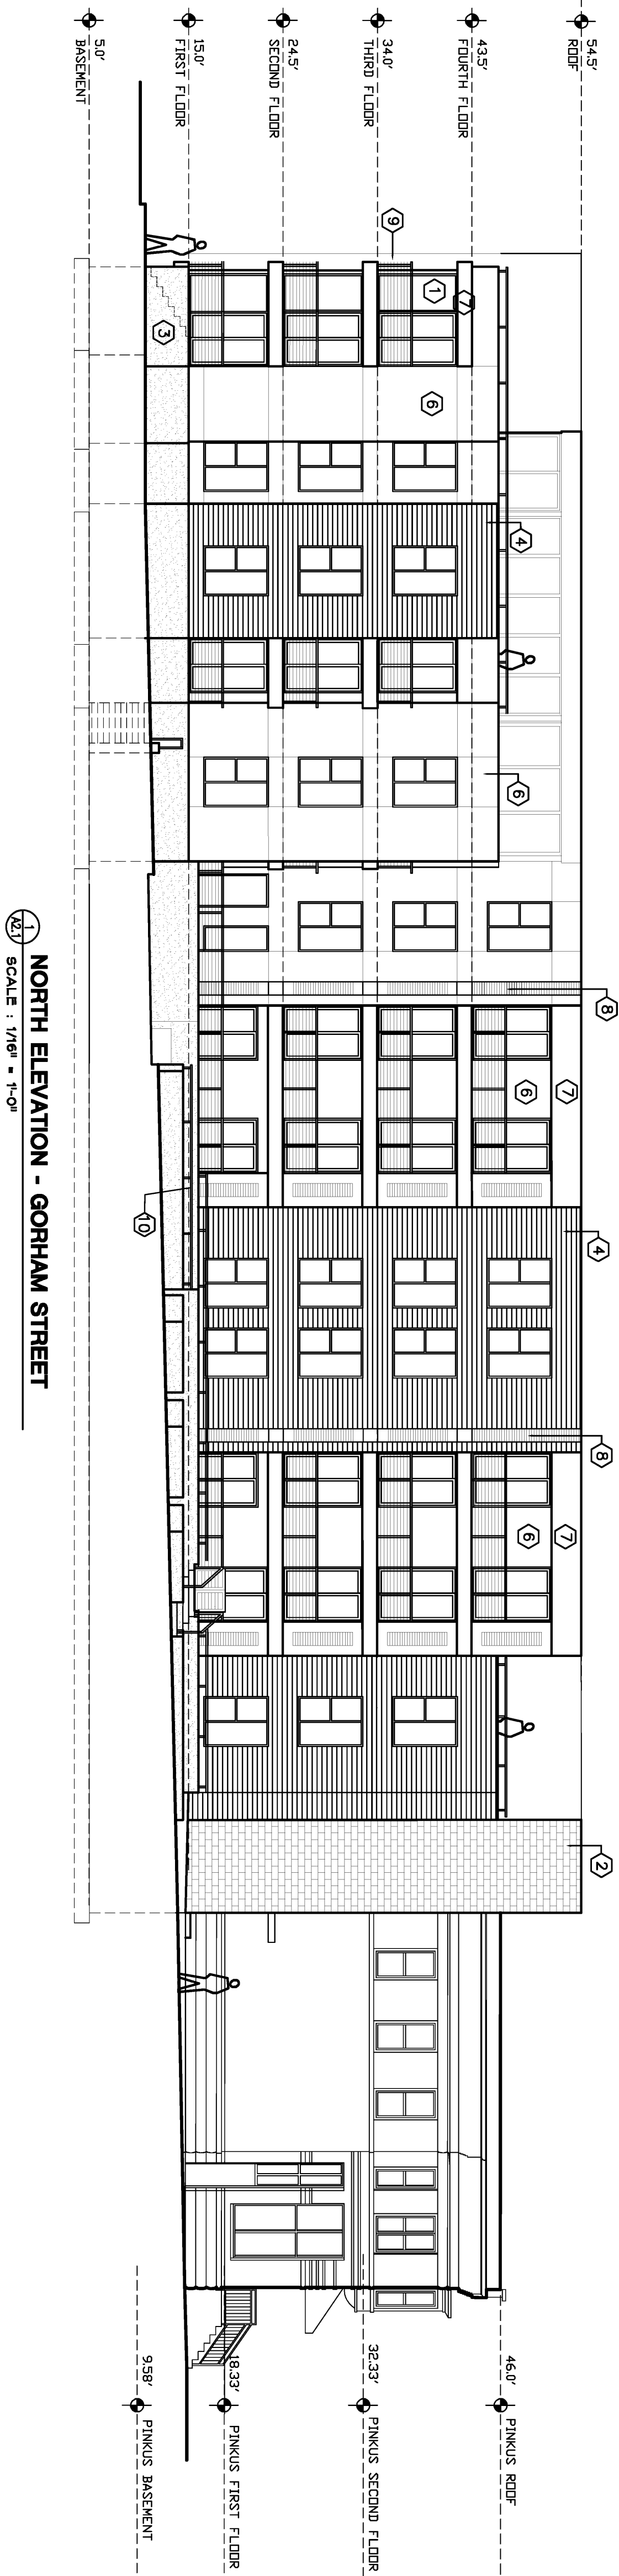 54.5'
ROOF
43.5'
FOURTH FLOOR
34.0'
THIRD FLOOR
24.5'
SECOND FLOOR
15.0'
FIRST FLOOR
5.0'
BASEMENT
9
1
7
3
6
4
6
8
6
7
10
4
8
6
7
2
46.0'
PINKUS ROOF
32.33'
PINKUS SECOND FLOOR
18.33'
PINKUS FIRST FLOOR
9.58'
PINKUS BASEMENT
1
A2.1
NORTH ELEVATION - GORHAM STREET
SCALE : 1/16" = 1'-0"